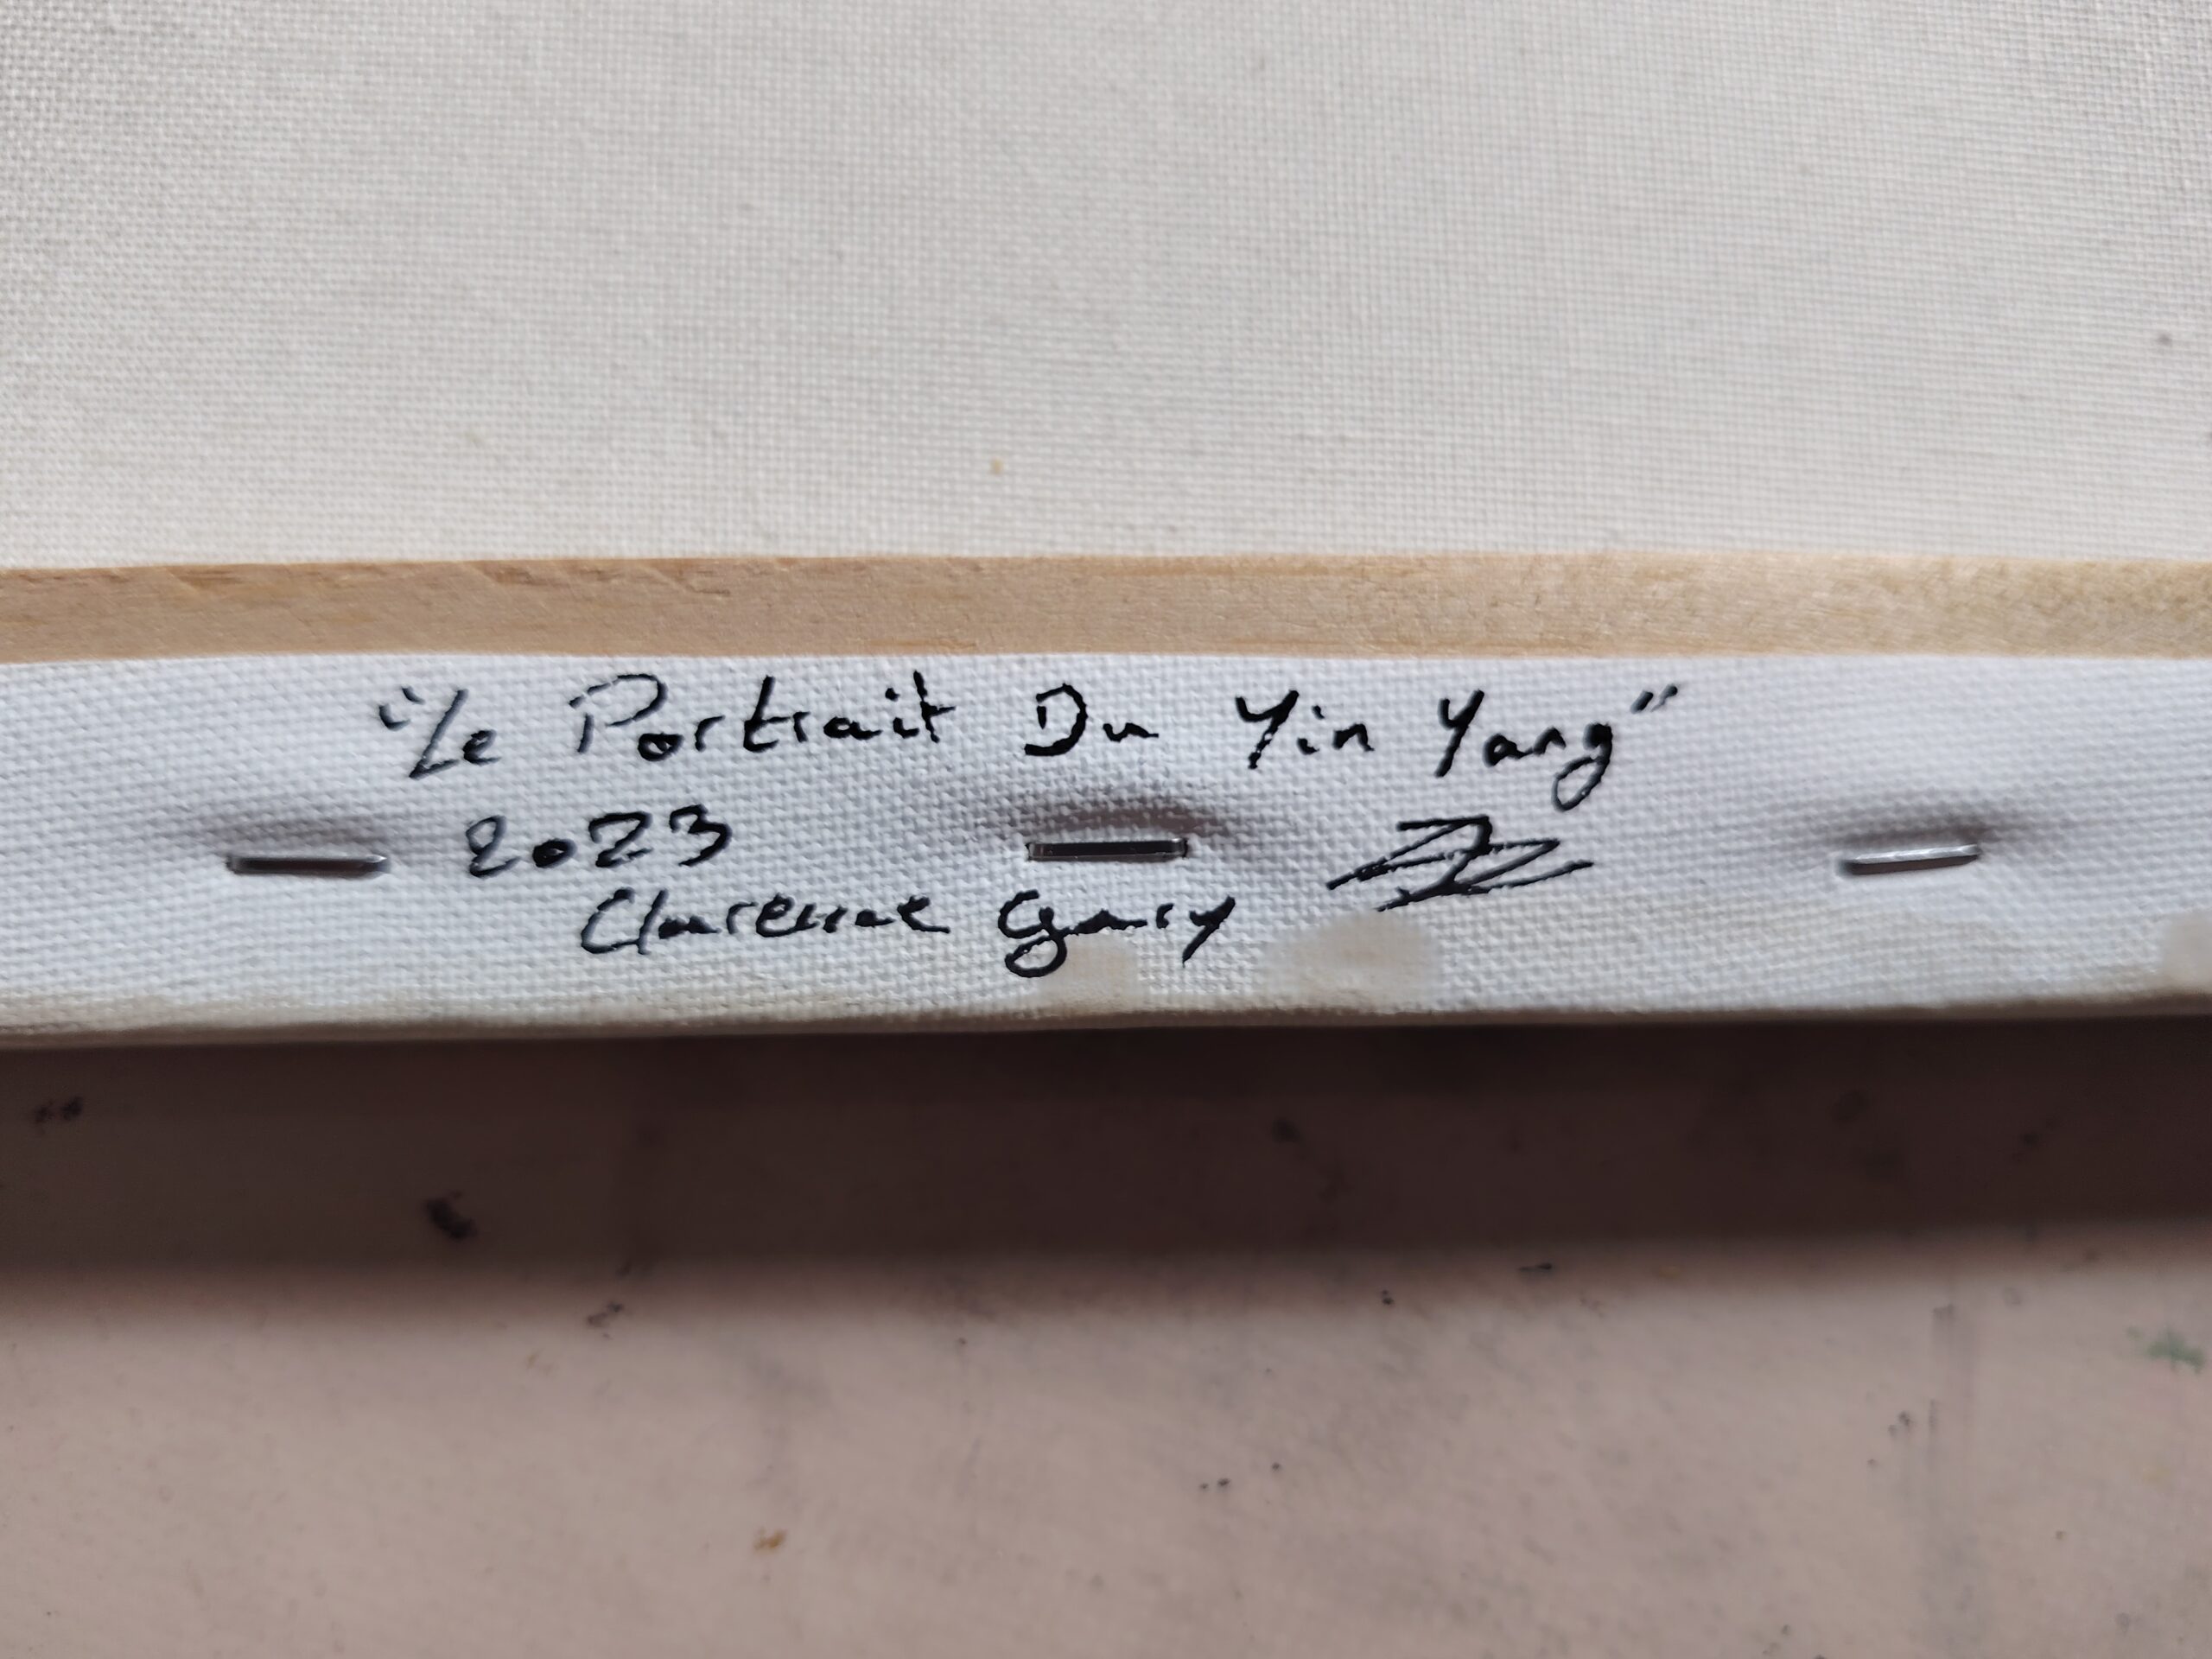 "Le Portrait Du Yin Yang"
2023
Clarence Gary